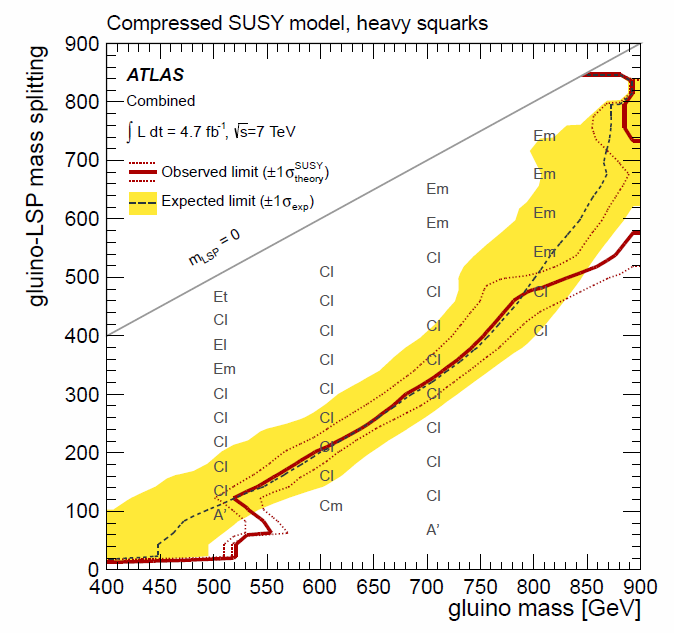 Compressed SUSY model, heavy squarks
gluino-LSP mass splitting
900
800
700
600
500
400
300
200
100
0
ATLAS
Combined
∫ L dt = 4.7 fb⁻¹, √s=7 TeV
Observed limit (±1σ^SUSY_theory)
Expected limit (±1σ_exp)
m_LSP = 0
Et
Cl
El
Em
Cl
Cl
Cl
Cl
Cl
A'
Cl
Cl
Cl
Cl
Cl
Cl
Cl
Cl
Cm
Em
Em
Cl
Cl
Cl
Cl
Cl
Cl
Cl
Cl
A'
Em
Em
Em
Em
Cl
Cl
400 450 500 550 600 650 700 750 800 850 900
gluino mass [GeV]